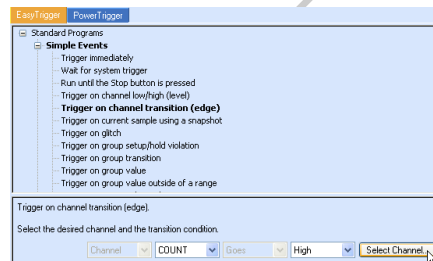 EasyTrigger PowerTrigger
Standard Programs
Simple Events
Trigger immediately
Wait for system trigger
Run until the Stop button is pressed
Trigger on channel low/high (level)
Trigger on channel transition (edge)
Trigger on current sample using a snapshot
Trigger on glitch
Trigger on group setup/hold violation
Trigger on group transition
Trigger on group value
Trigger on group value outside of a range
Trigger on channel transition (edge).
Select the desired channel and the transition condition.
Channel COUNT Goes High Select Channel...